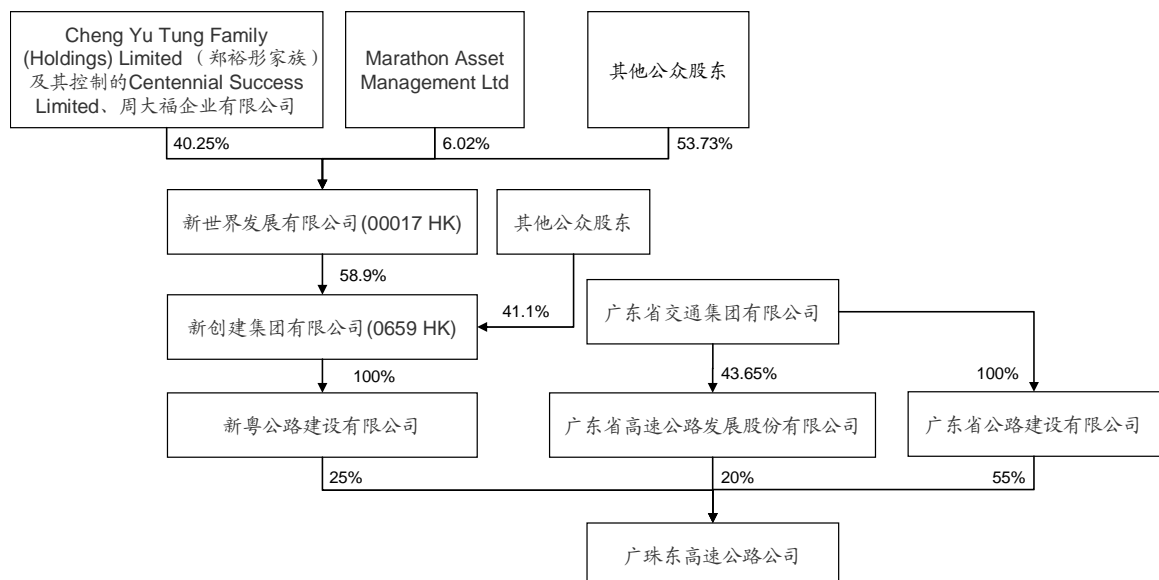 Cheng Yu Tung Family
(Holdings) Limited （郑裕彤家族）
及其控制的Centennial Success
Limited、周大福企业有限公司
Marathon Asset
Management Ltd
其他公众股东
40.25%
6.02%
53.73%
新世界发展有限公司(00017 HK)
其他公众股东
58.9%
41.1%
新创建集团有限公司(0659 HK)
广东省交通集团有限公司
100%
43.65%
100%
新粤公路建设有限公司
广东省高速公路发展股份有限公司
广东省公路建设有限公司
25%
20%
55%
广珠东高速公路公司